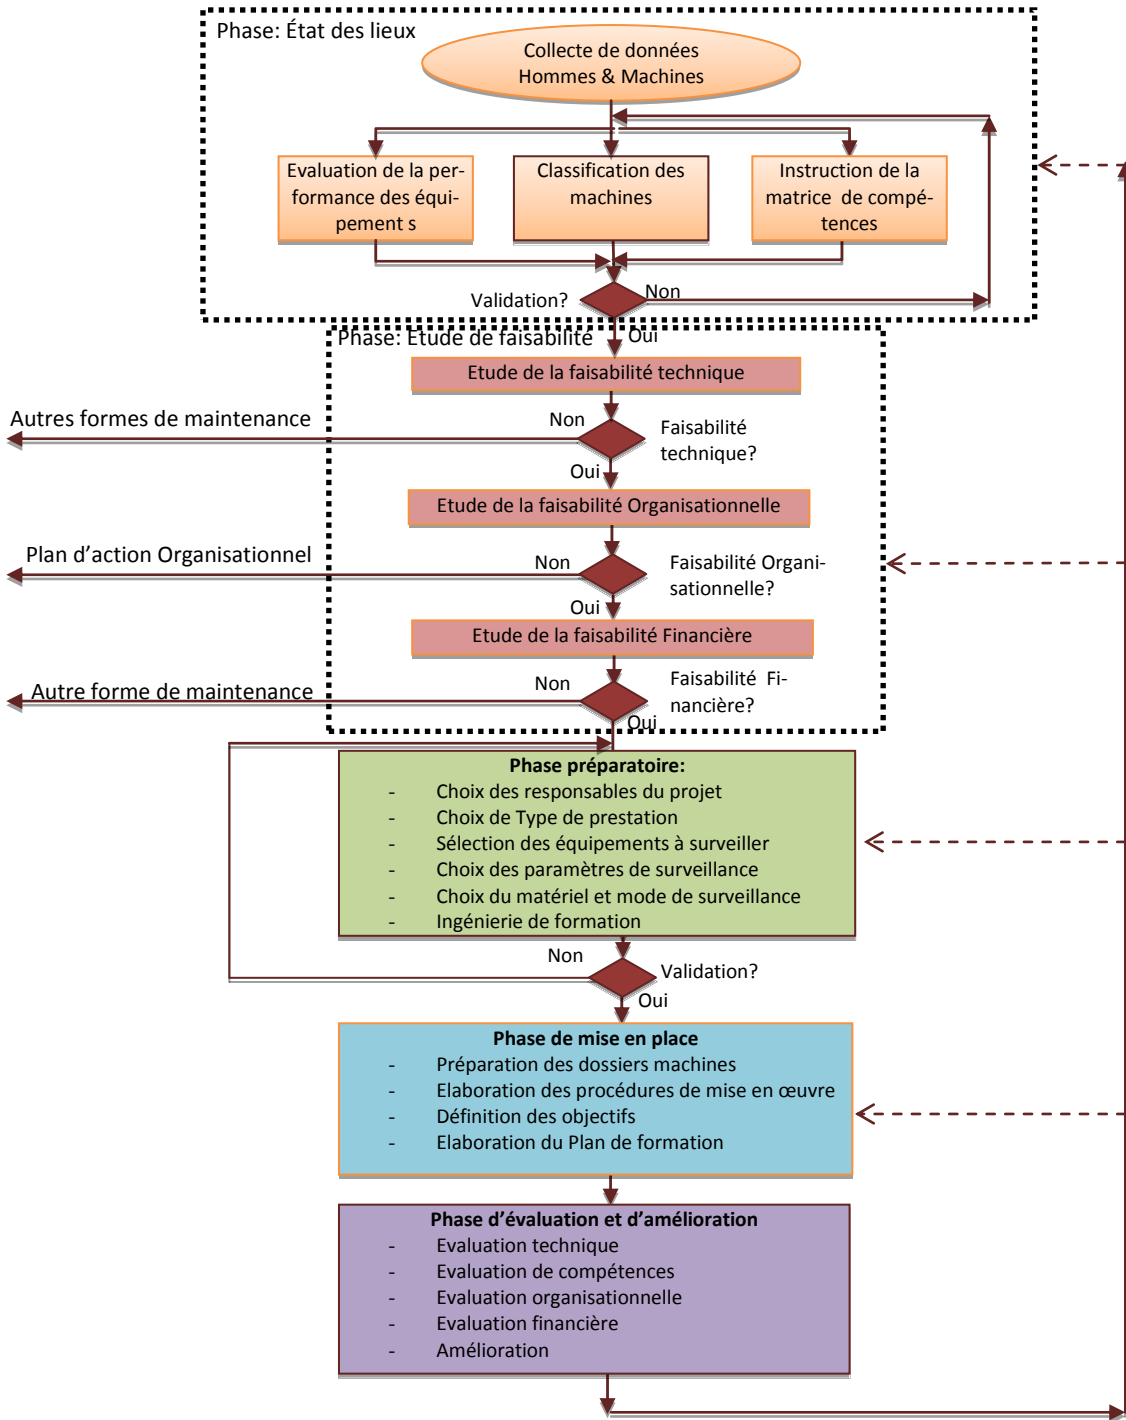 Phase: État des lieux
Collecte de données
Hommes & Machines
Evaluation de la per-
formance des équi-
pement s
Classification des
machines
Instruction de la
matrice de compé-
tences
Validation?
Non
Oui
Phase: Etude de faisabilité
Etude de la faisabilité technique
Autres formes de maintenance
Non
Faisabilité
technique?
Oui
Etude de la faisabilité Organisationnelle
Plan d’action Organisationnel
Non
Faisabilité Organi-
sationnelle?
Oui
Etude de la faisabilité Financière
Autre forme de maintenance
Non
Faisabilité Fi-
nancière?
Oui
Phase préparatoire:
- Choix des responsables du projet
- Choix de Type de prestation
- Sélection des équipements à surveiller
- Choix des paramètres de surveillance
- Choix du matériel et mode de surveillance
- Ingénierie de formation
Non
Validation?
Oui
Phase de mise en place
- Préparation des dossiers machines
- Elaboration des procédures de mise en œuvre
- Définition des objectifs
- Elaboration du Plan de formation
Phase d’évaluation et d’amélioration
- Evaluation technique
- Evaluation de compétences
- Evaluation organisationnelle
- Evaluation financière
- Amélioration